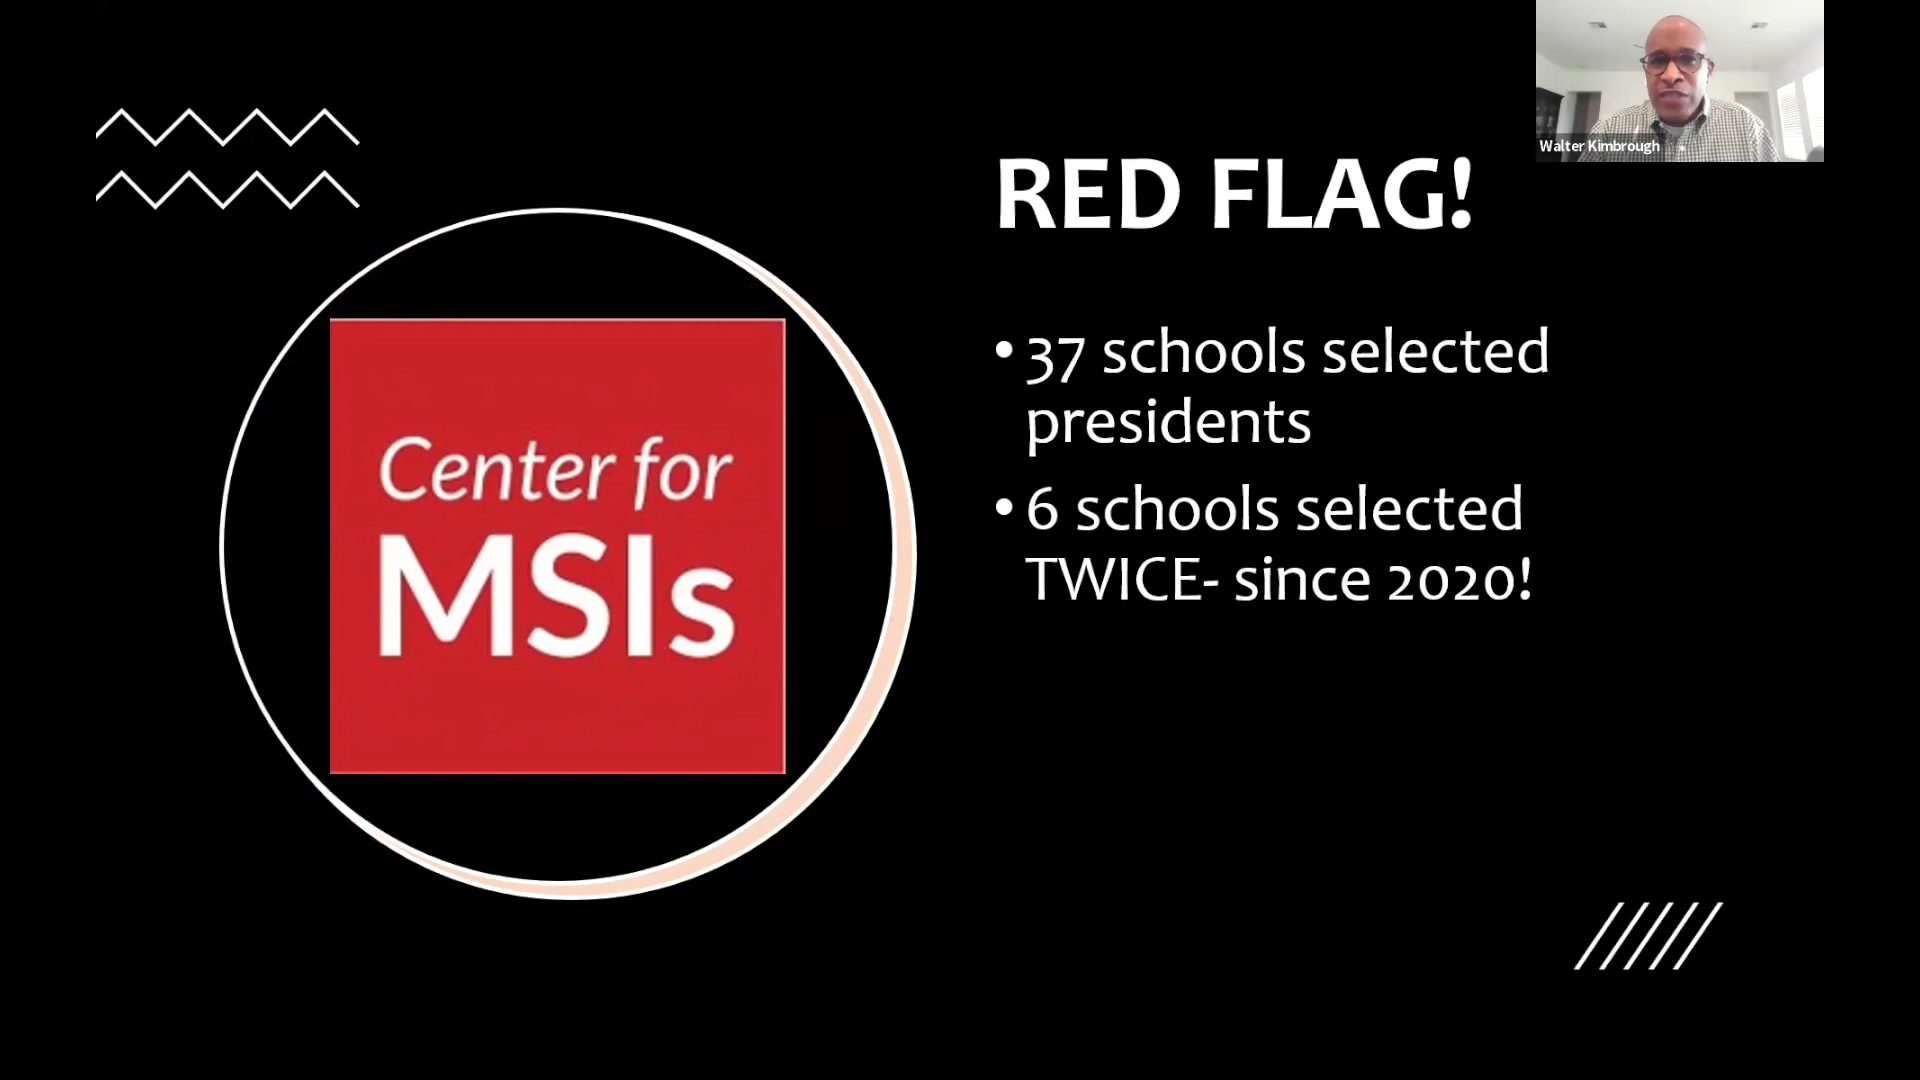 Walter Kimbrough
RED FLAG!
• 37 schools selected
presidents
• 6 schools selected
TWICE- since 2020!
Center for
MSIs